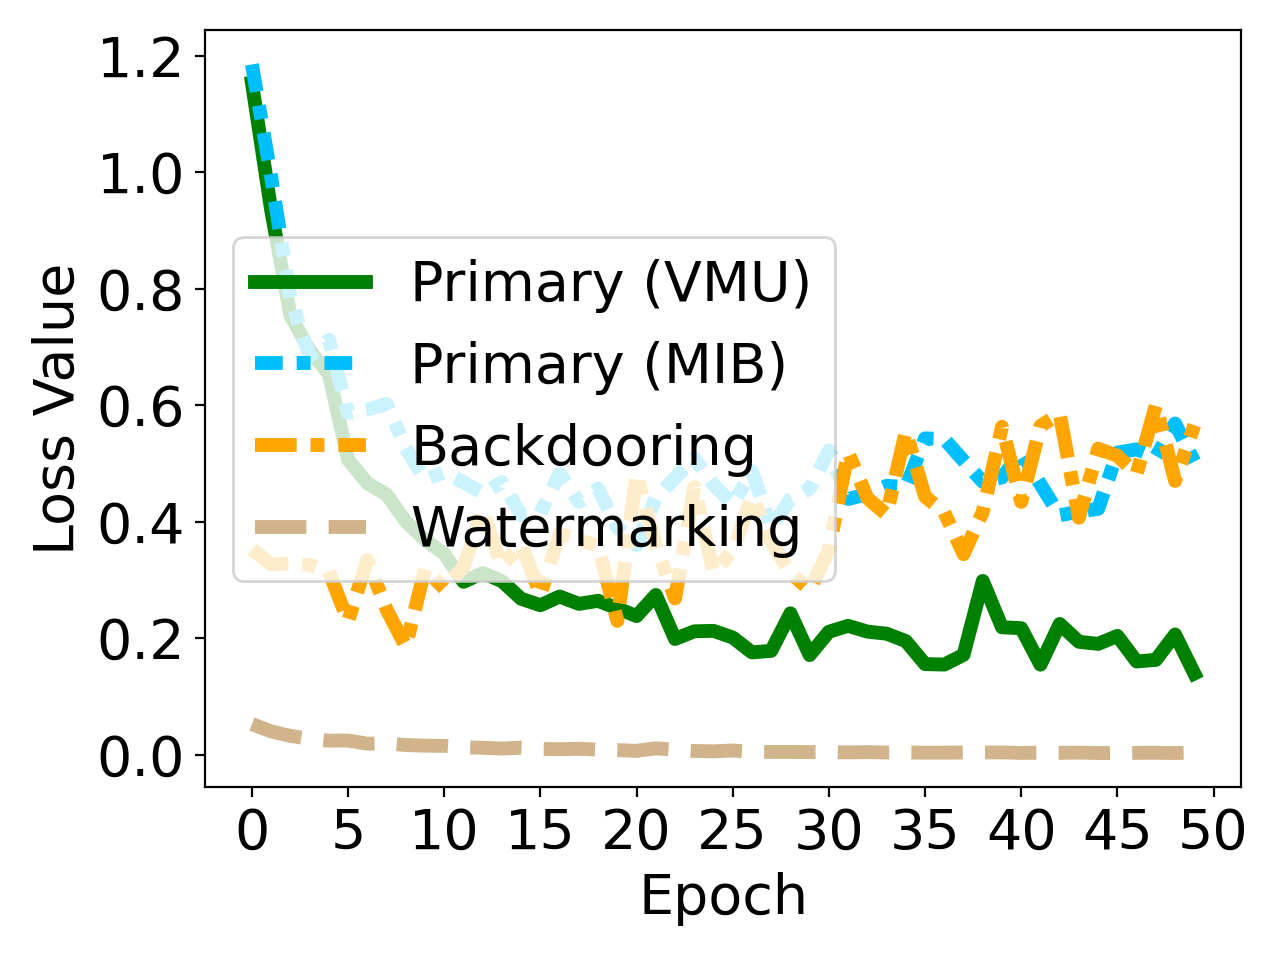 1.2
1.0
0.8
0.6
0.4
0.2
0.0
Loss Value
Primary (VMU)
Primary (MIB)
Backdooring
Watermarking
0 5 10 15 20 25 30 35 40 45 50
Epoch